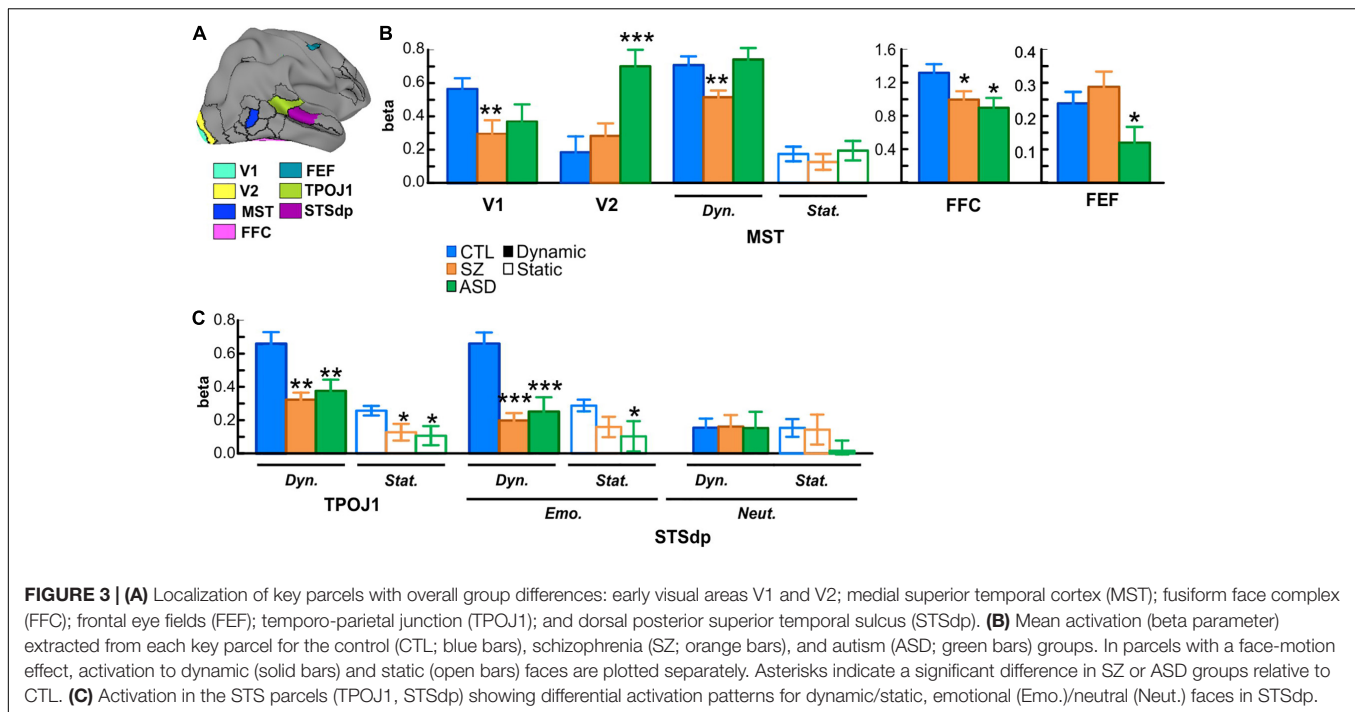 A
V1 FEF
V2 TPOJ1
MST STSdp
FFC
B
0.8
0.6
0.4
0.2
0.0
beta
** *** **
V1 V2 Dyn. Stat.
MST
1.6
1.2
0.8
0.4
* *
FFC
0.4
0.3
0.2
0.1
*
FEF
CTL Dynamic
SZ Static
ASD
C
0.8
0.6
0.4
0.2
0.0
beta
** ** * * *** *** *
Dyn. Stat. Dyn. Stat. Dyn. Stat.
TPOJ1 Emo. Neut.
STSdp
FIGURE 3 | (A) Localization of key parcels with overall group differences: early visual areas V1 and V2; medial superior temporal cortex (MST); fusiform face complex
(FFC); frontal eye fields (FEF); temporo-parietal junction (TPOJ1); and dorsal posterior superior temporal sulcus (STSdp). (B) Mean activation (beta parameter)
extracted from each key parcel for the control (CTL; blue bars), schizophrenia (SZ; orange bars), and autism (ASD; green bars) groups. In parcels with a face-motion
effect, activation to dynamic (solid bars) and static (open bars) faces are plotted separately. Asterisks indicate a significant difference in SZ or ASD groups relative to
CTL. (C) Activation in the STS parcels (TPOJ1, STSdp) showing differential activation patterns for dynamic/static, emotional (Emo.)/neutral (Neut.) faces in STSdp.